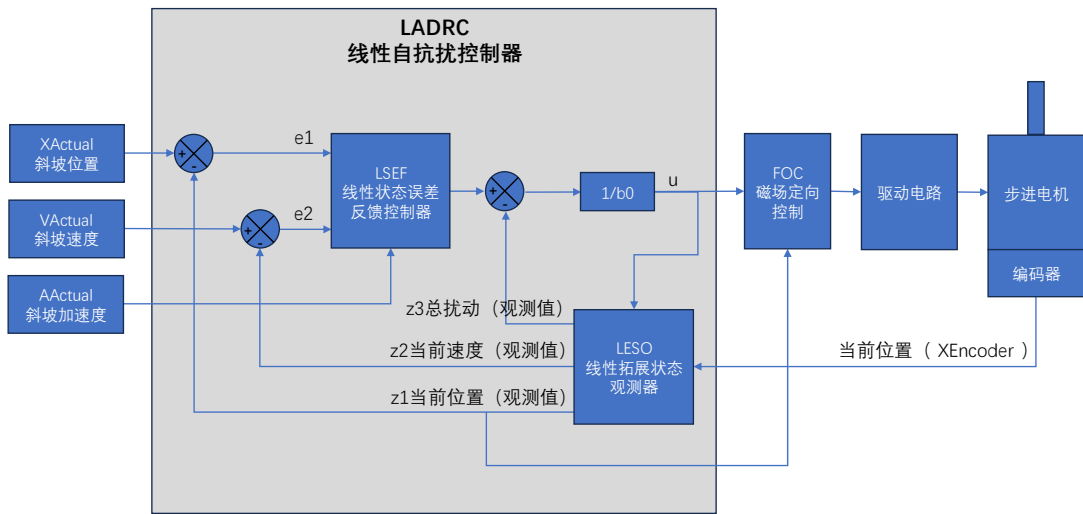 LADRC
线性自抗扰控制器
XActual
斜坡位置
VActual
斜坡速度
AActual
斜坡加速度
+
-
e1
+
-
e2
LSEF
线性状态误差
反馈控制器
+
-
1/b0
u
FOC
磁场定向
控制
驱动电路
步进电机
编码器
z3总扰动（观测值）
z2当前速度（观测值）
z1当前位置（观测值）
LESO
线性拓展状态
观测器
当前位置（ XEncoder ）